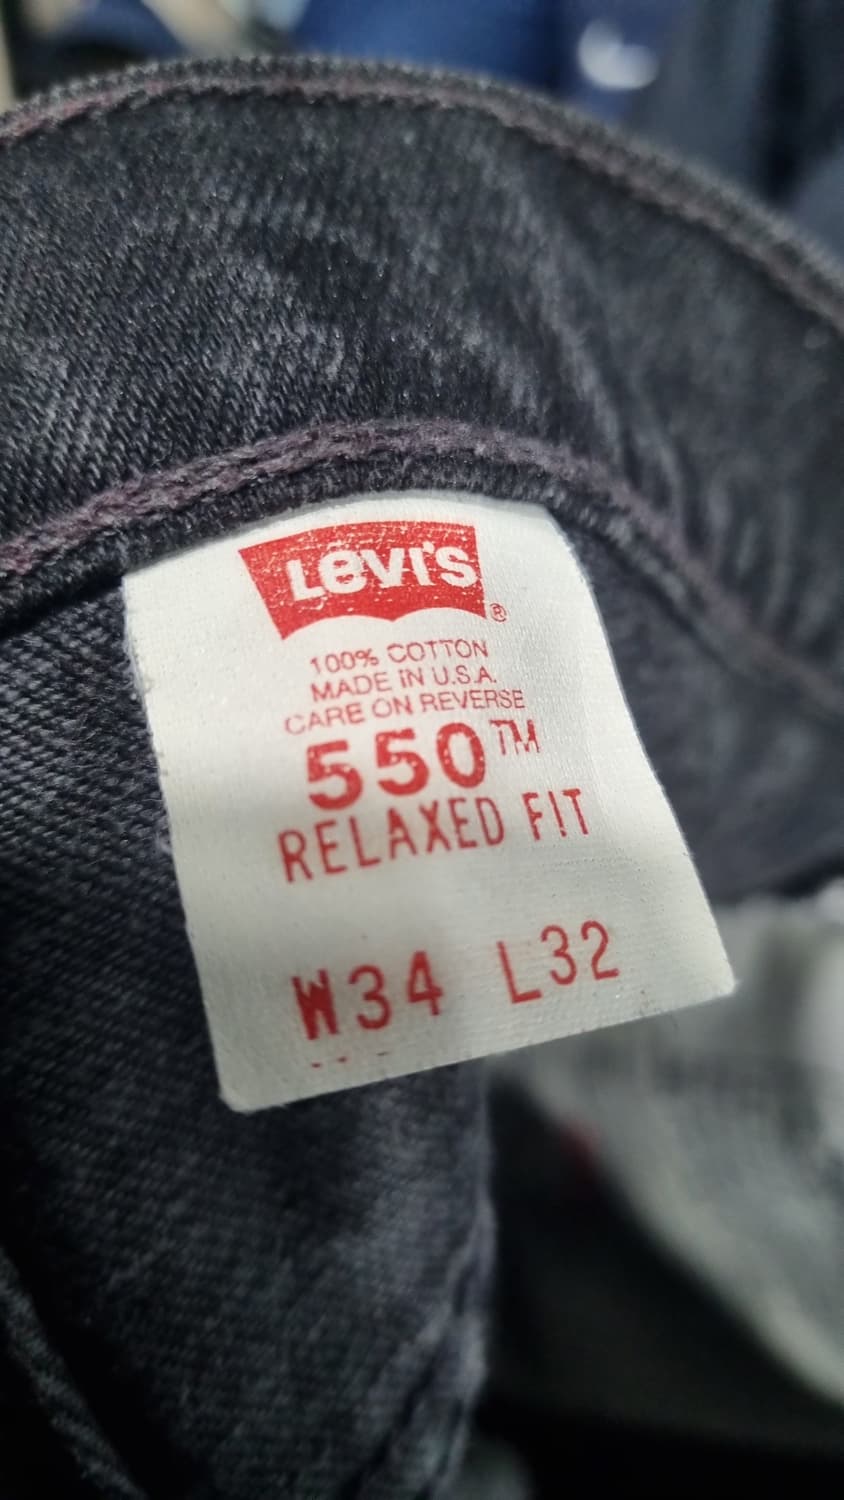 LEVI'S ®
100% COTTON
MADE IN U.S.A.
CARE ON REVERSE
550™
RELAXED FIT
W34 L32